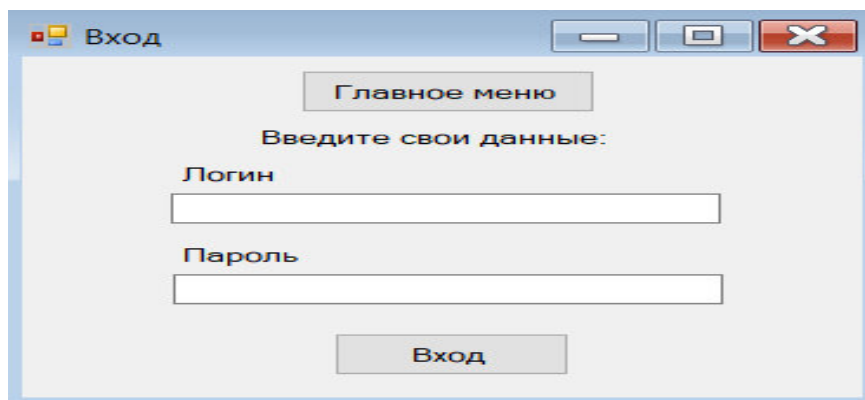 Вход
Главное меню
Введите свои данные:
Логин
Пароль
Вход